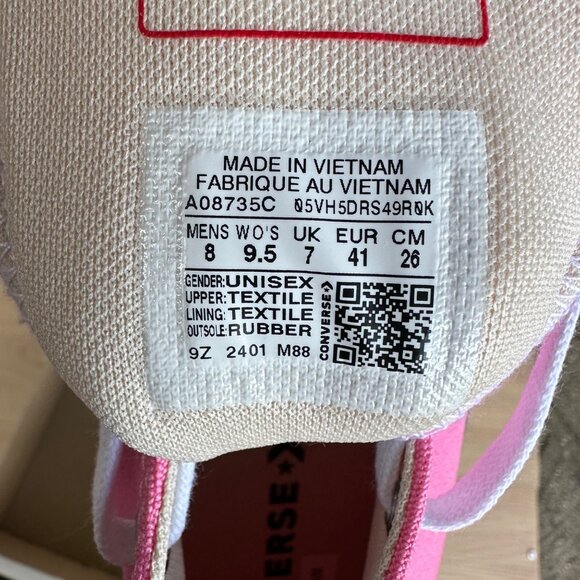 MADE IN VIETNAM
FABRIQUE AU VIETNAM
A08735C 05VH5DRS49R0K
MENS WO'S UK EUR CM
8 9.5 7 41 26
GENDER: UNISEX
UPPER: TEXTILE
LINING: TEXTILE
OUTSOLE: RUBBER
CONVERSE
9Z 2401 M88
CONVERSE